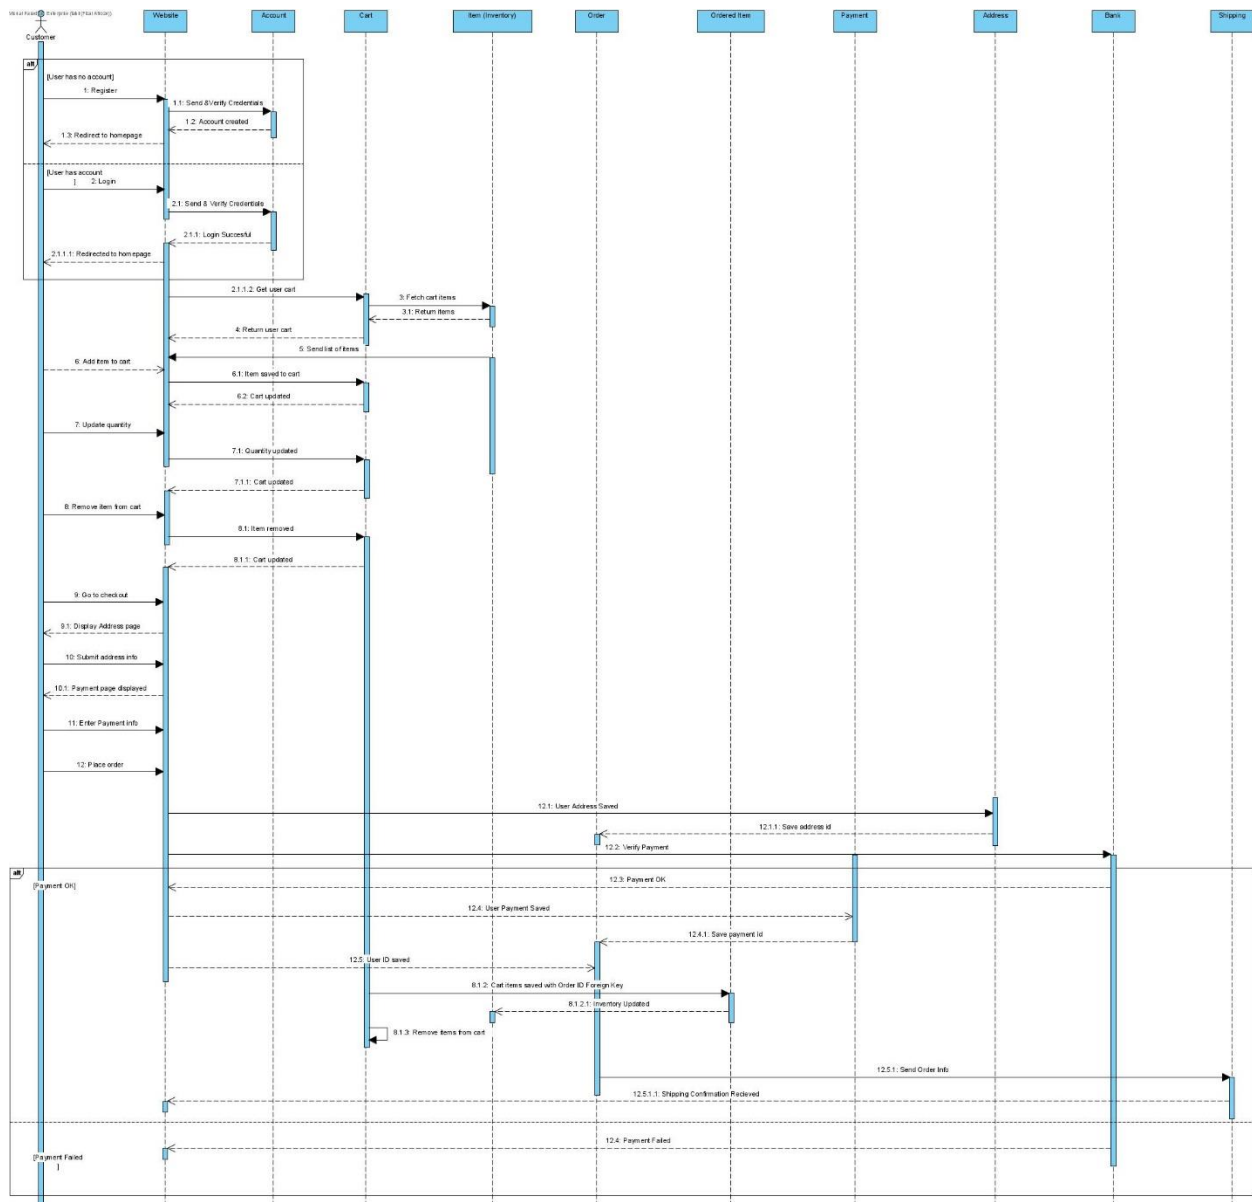 Website
Account
Cart
Item (Inventory)
Order
Ordered Item
Payment
Address
Bank
Shipping
Customer
alt
[User has no account]
1: Register
1.1: Send &Verify Credentials
1.2: Account created
1.3: Redirect to homepage
[User has account
]
2: Login
2.1: Send & Verify Credentials
2.1.1: Login Succesful
2.1.1.1: Redirected to homepage
2.1.1.2: Get user cart
3: Fetch cart items
3.1: Return items
4: Return user cart
5: Send list of items
6: Add item to cart
6.1: Item saved to cart
6.2: Cart updated
7: Update quantity
7.1: Quantity updated
7.1.1: Cart updated
8: Remove item from cart
8.1: Item removed
8.1.1: Cart updated
9: Go to checkout
9.1: Display Address page
10: Submit address info
10.1: Payment page displayed
11: Enter Payment info
12: Place order
12.1: User Address Saved
12.1.1: Save address id
12.2: Verify Payment
alt
[Payment OK]
12.3: Payment OK
12.4: User Payment Saved
12.4.1: Save payment id
12.5: User ID saved
8.1.2: Cart items saved with Order ID Foreign Key
8.1.2.1: Inventory Updated
8.1.3: Remove items from cart
12.5.1: Send Order Info
12.5.1.1: Shipping Confirmation Recieved
12.4: Payment Failed
[Payment Failed
]